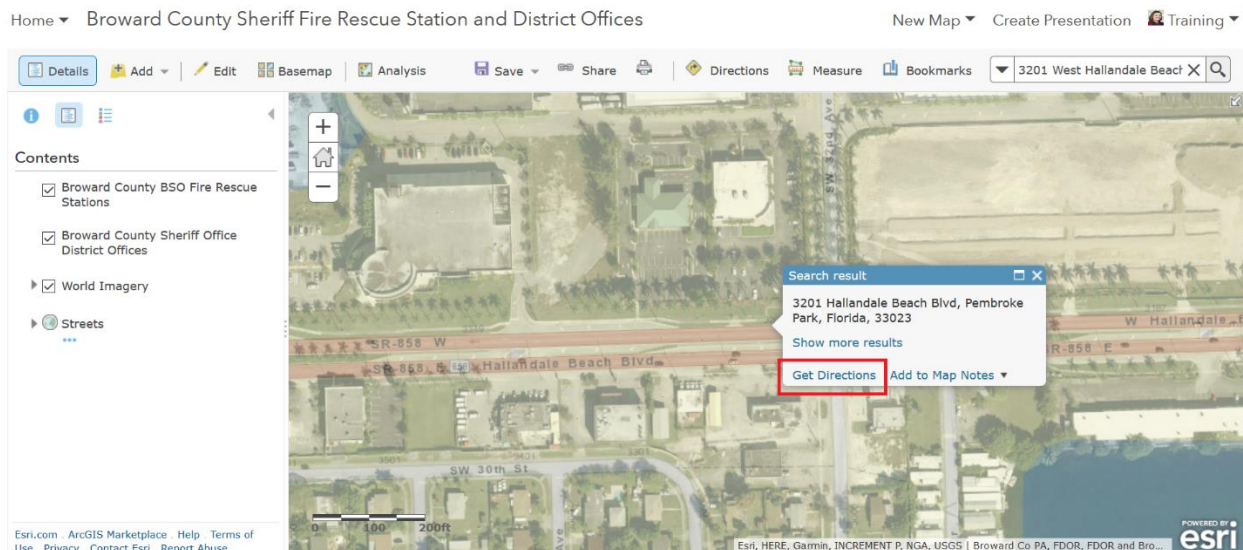 Home Broward County Sheriff Fire Rescue Station and District Offices New Map Create Presentation Training
Details Add Edit Basemap Analysis Save Share Directions Measure Bookmarks 3201 West Hallandale Beach
Contents
Broward County BSO Fire Rescue
Stations
Broward County Sheriff Office
District Offices
World Imagery
Streets
SW 32nd Ave
Search result
3201 Hallandale Beach Blvd, Pembroke
Park, Florida, 33023
Show more results
Get Directions Add to Map Notes
W Hallandale
SR-858 W
SR-858 E
SR-858 E 858 Hallandale Beach Blvd
SW 30th St
Ave
0 100 200ft
Esri.com . ArcGIS Marketplace . Help . Terms of
Use . Privacy . Contact Esri . Report Abuse
Esri, HERE, Garmin, INCREMENT P, NGA, USGS | Broward Co PA, FDOR, FDOR and Bro...
POWERED BY
esri